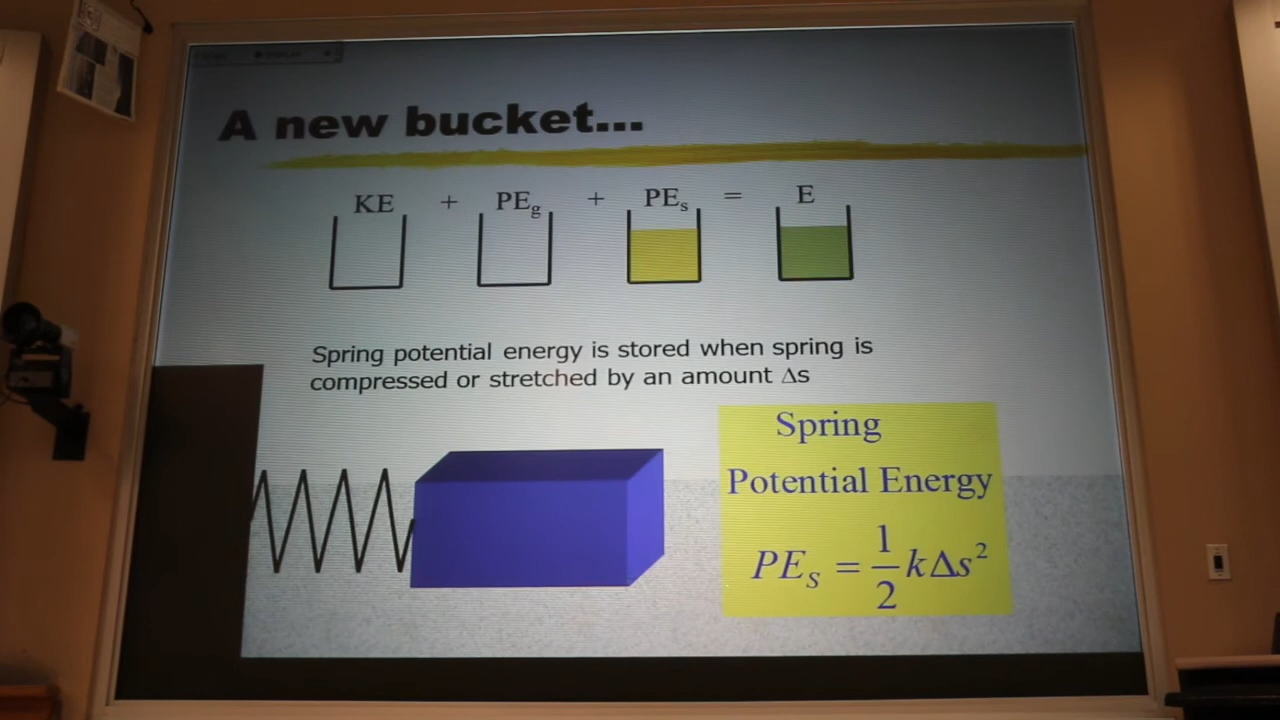 A new bucket...
KE + PEg + PEs = E
Spring potential energy is stored when spring is
compressed or stretched by an amount Δs
Spring
Potential Energy
PEs = 1/2 kΔs²